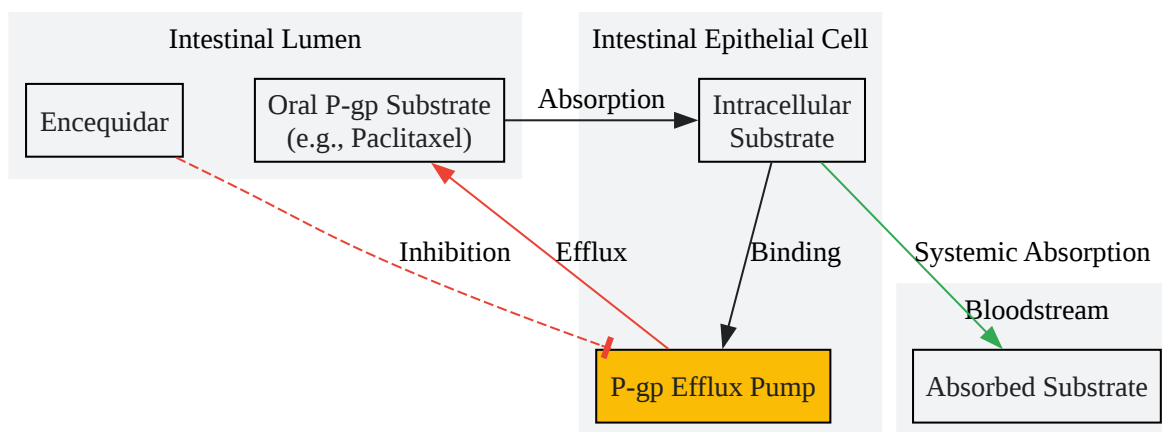 Intestinal Lumen
Intestinal Epithelial Cell
Encequidar
Oral P-gp Substrate
(e.g., Paclitaxel)
Absorption
Intracellular
Substrate
Inhibition
Efflux
Binding
Systemic Absorption
Bloodstream
P-gp Efflux Pump
Absorbed Substrate